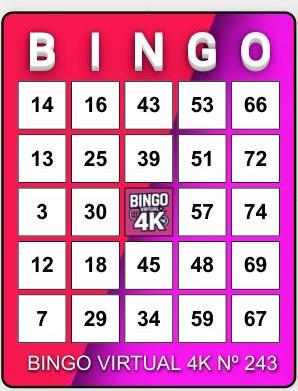 B I N G O
14 16 43 53 66
13 25 39 51 72
3 30 BINGO VIRTUAL 4K 57 74
12 18 45 48 69
7 29 34 59 67
BINGO VIRTUAL 4K Nº 243